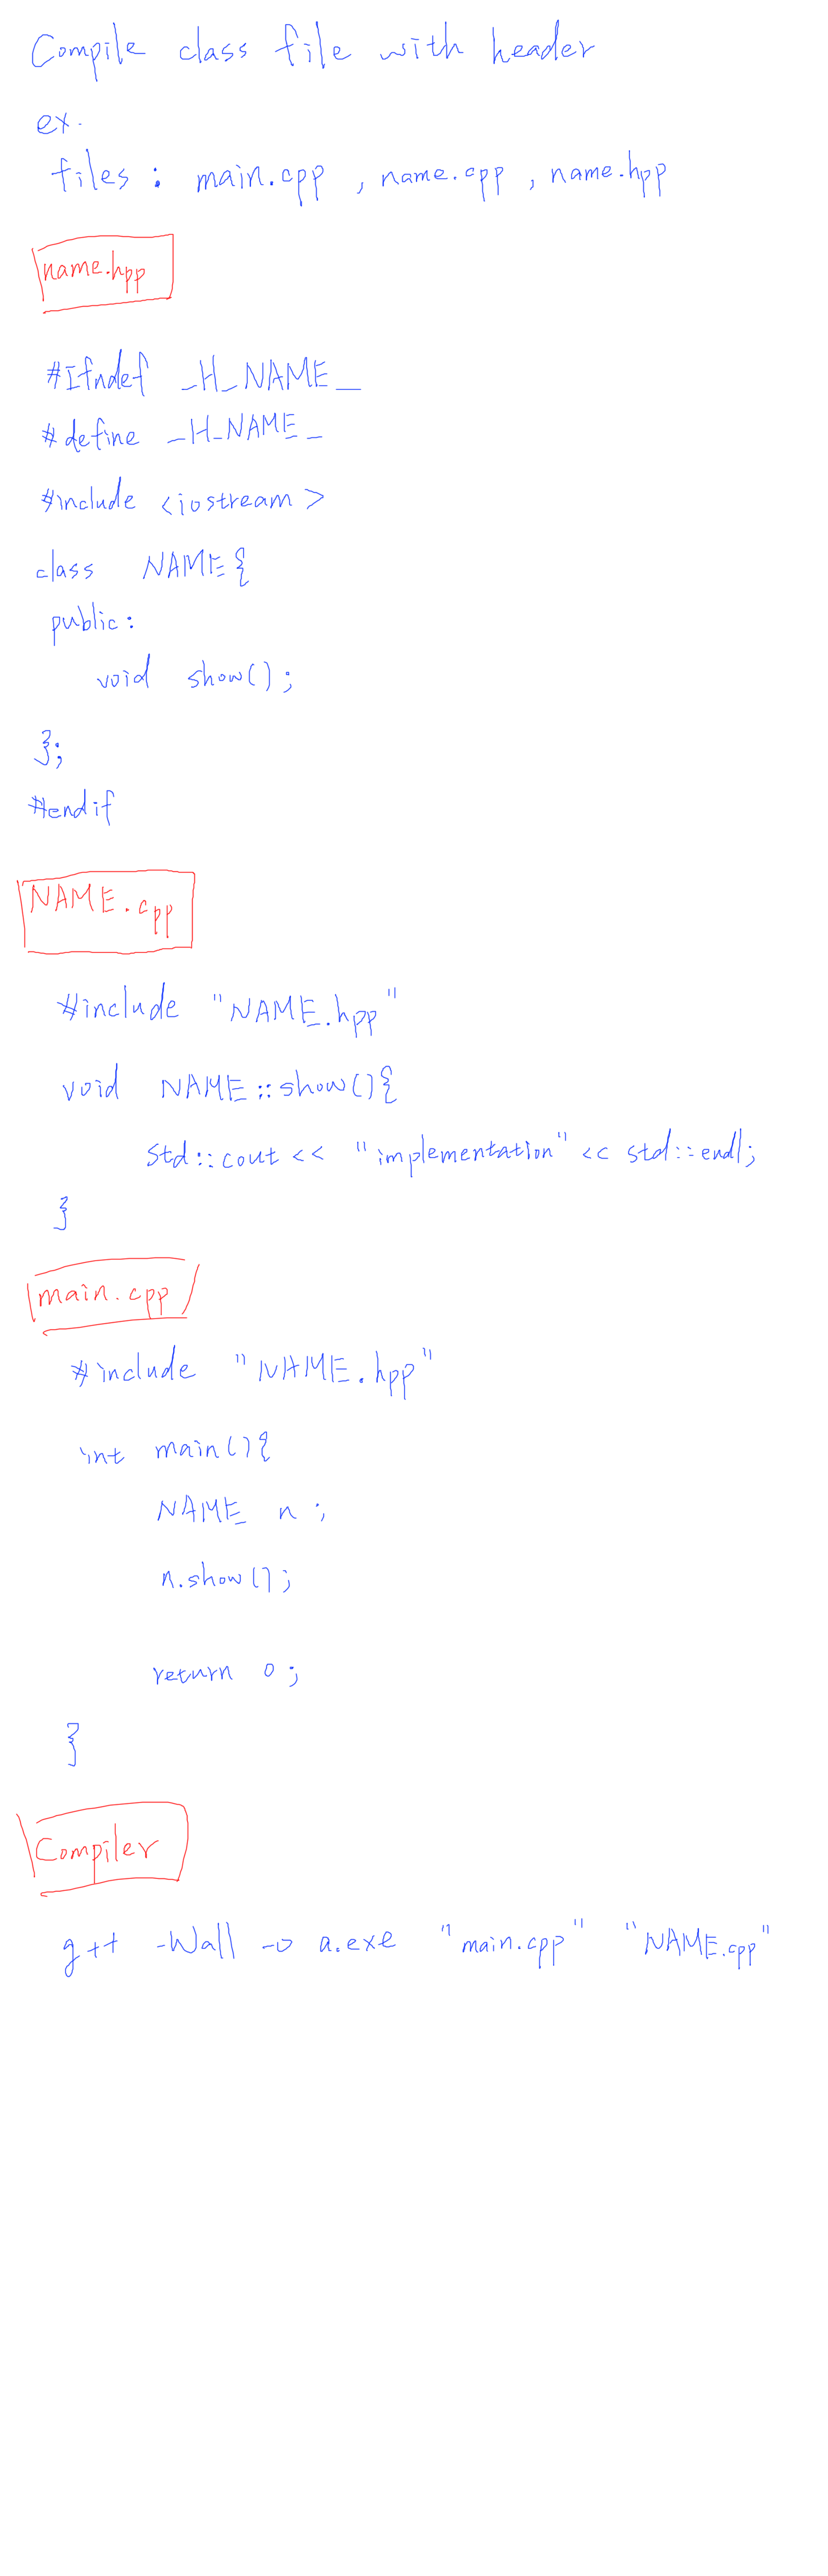 Compile class file with header
ex.
files : main.cpp , name.cpp , name.hpp
name.hpp
#Ifndef _H_NAME_
#define _H_NAME_
#include <iostream>
class NAME{
public:
void show();
};
#endif
NAME.cpp
#include "NAME.hpp"
void NAME::show(){
std::cout << "implementation" << std::endl;
}
main.cpp
#include "NAME.hpp"
int main(){
NAME n ;
n.show();
return 0 ;
}
Compiler
g++ -Wall -o a.exe "main.cpp" "NAME.cpp"